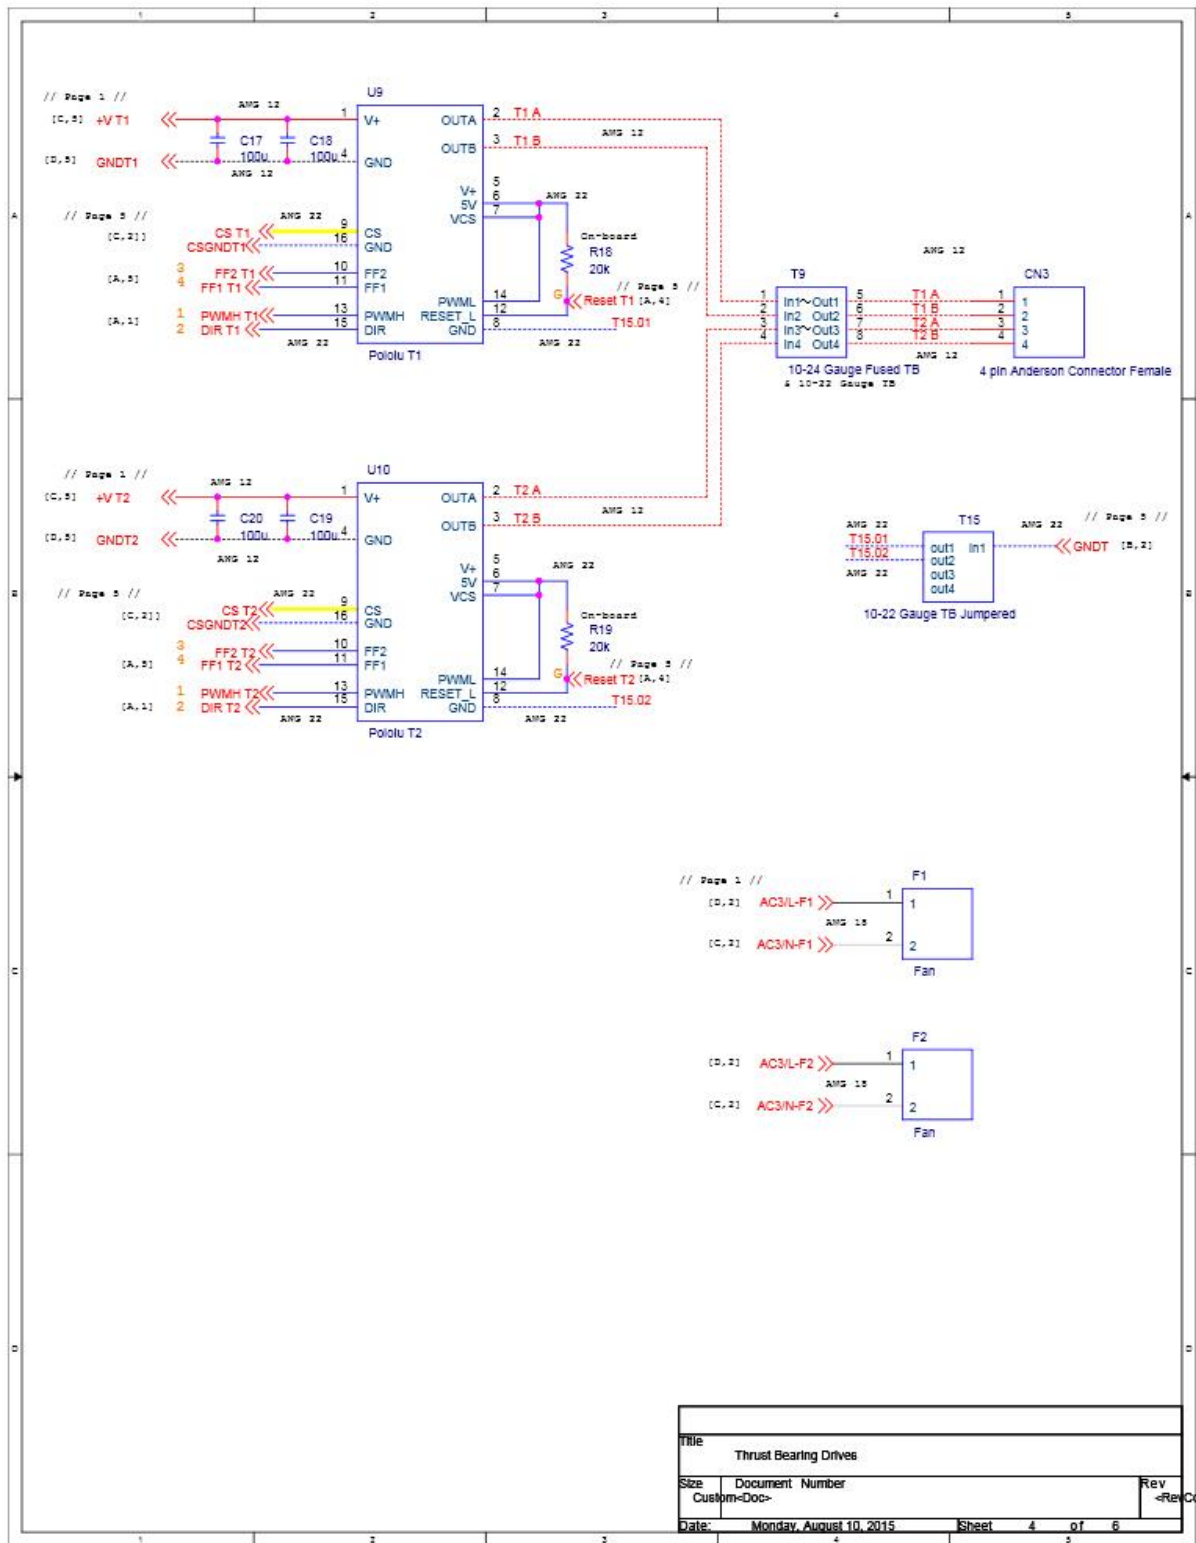 1 2 3 4 5
U9
// Page 1 //
AWG 12
[C,5] +V T1
1 V+ OUTA 2 T1 A
AWG 12
C17 C18
OUTB 3 T1 B
100u 100u
[D,5] GNDT1
4 GND
AWG 12
5
V+ 6 AWG 22
5V 7
VCS
A A
// Page 5 //
AWG 22
[C,2]] CS T1 9 CS
CSGNDT1 16 GND
On-board
R18
20k
3 FF2 T1 10 FF2
[A,5]
4 FF1 T1 11 FF1
// Page 5 //
PWML 14
G Reset T1 [A,4]
1 PWMH T1 13 PWMH RESET_L 12
[A,1]
2 DIR T1 15 DIR GND 8 T15.01
AWG 22 AWG 22
Pololu T1
AWG 12
T9 CN3
1 In1~Out1 5 T1 A 1 1
2 In2 Out2 6 T1 B 2 2
3 In3~Out3 7 T2 A 3 3
4 In4 Out4 8 T2 B 4 4
AWG 12
10-24 Gauge Fused TB 4 pin Anderson Connector Female
& 10-22 Gauge TB
U10
// Page 1 //
AWG 12
[C,5] +V T2
1 V+ OUTA 2 T2 A
AWG 12
C20 C19
OUTB 3 T2 B
100u 100u
[D,5] GNDT2
4 GND
AWG 12
5
V+ 6 AWG 22
5V 7
VCS
B B
// Page 5 //
AWG 22
[C,2]] CS T2 9 CS
CSGNDT2 16 GND
On-board
R19
20k
3 FF2 T2 10 FF2
[A,5]
4 FF1 T2 11 FF1
// Page 5 //
PWML 14
G Reset T2 [A,4]
1 PWMH T2 13 PWMH RESET_L 12
[A,1]
2 DIR T2 15 DIR GND 8 T15.02
AWG 22 AWG 22
Pololu T2
T15
AWG 22 AWG 22 // Page 5 //
T15.01 out1 In1 GNDT [B,2]
T15.02 out2
AWG 22 out3
out4
10-22 Gauge TB Jumpered
F1
// Page 1 //
[D,2] AC3/L-F1 1 1
AWG 18
[C,2] AC3/N-F1 2 2
C Fan C
F2
[D,2] AC3/L-F2 1 1
AWG 18
[C,2] AC3/N-F2 2 2
Fan
D D
Title
Thrust Bearing Drives
Size Document Number Rev
Custom<Doc> <RevCo
Date: Monday, August 10, 2015 Sheet 4 of 6
1 2 3 4 5